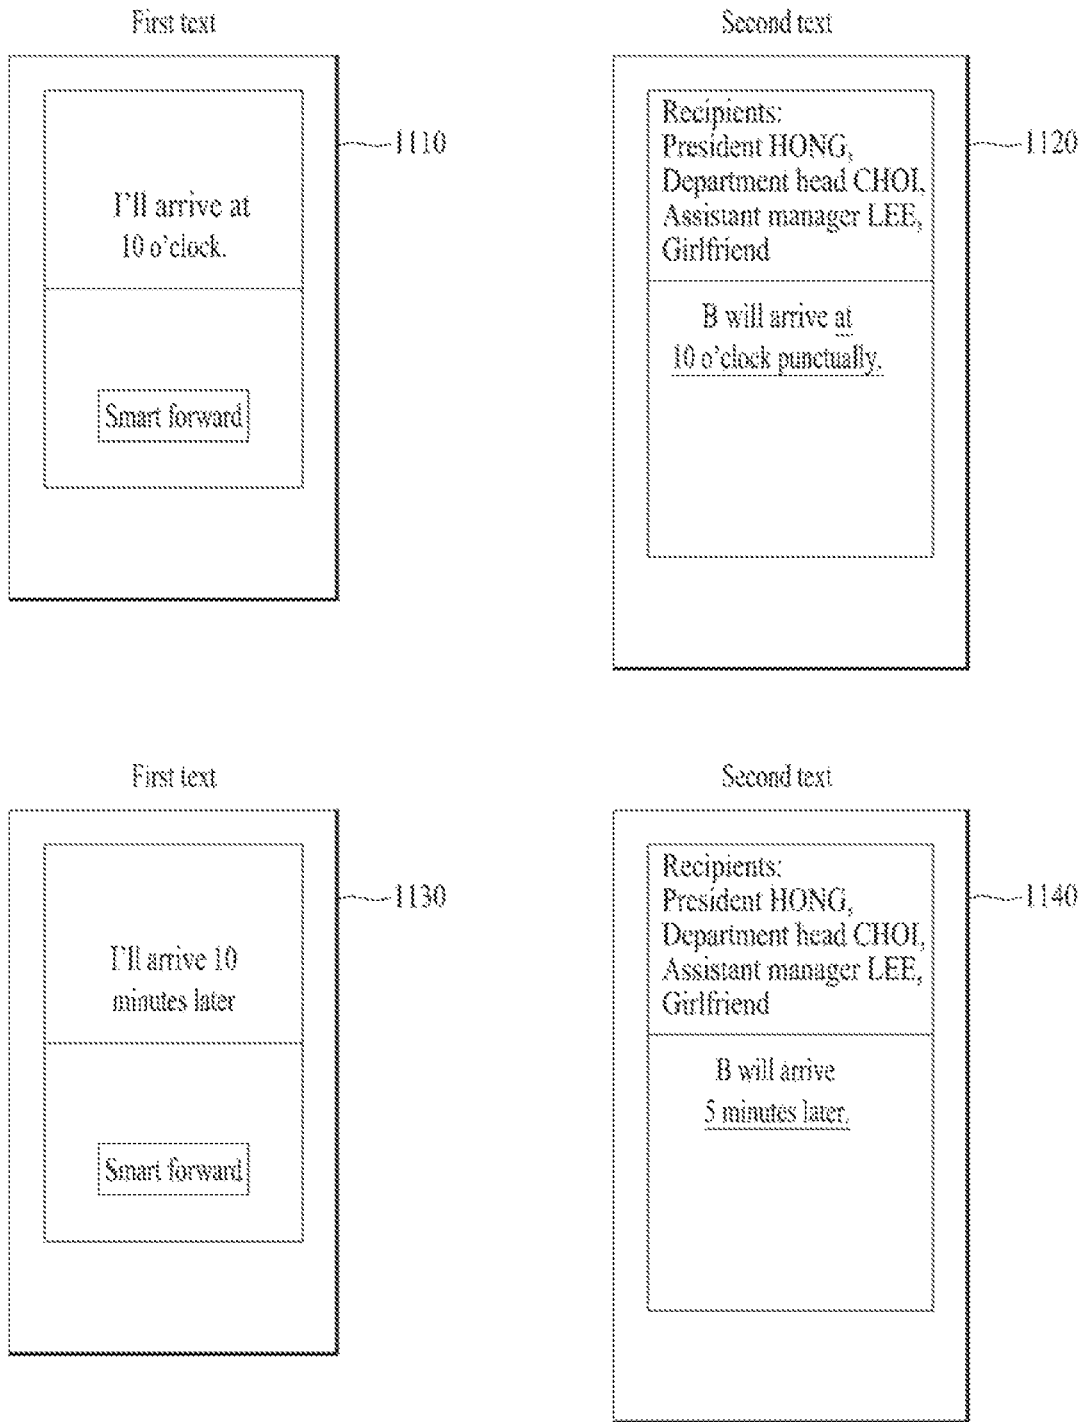 First text
I'll arrive at
10 o'clock.
Smart forward
1110
Second text
Recipients:
President HONG,
Department head CHOI,
Assistant manager LEE,
Girlfriend
B will arrive at
10 o'clock punctually.
1120
First text
I'll arrive 10
minutes later
Smart forward
1130
Second text
Recipients:
President HONG,
Department head CHOI,
Assistant manager LEE,
Girlfriend
B will arrive
5 minutes later.
1140